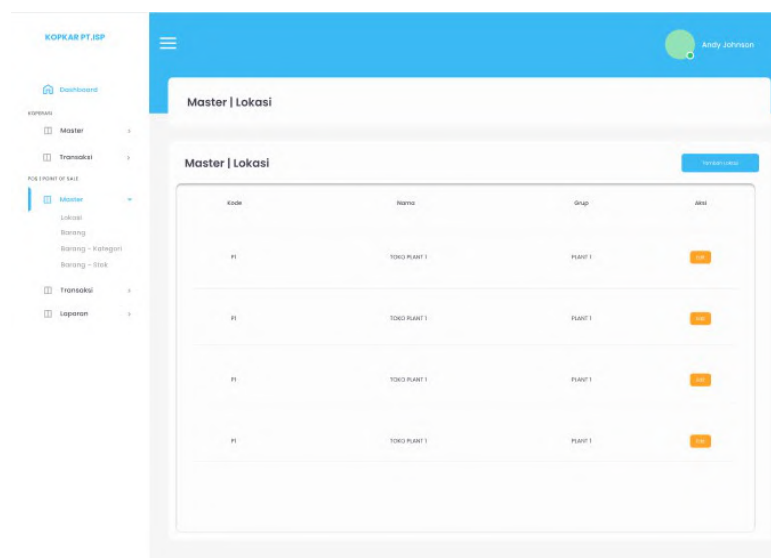 KOPKAR PT.ISP
Andy Johnson
Dashboard
KOPERASI
Master
Transaksi
POS | POINT OF SALE
Master
Lokasi
Barang
Barang - Kategori
Barang - Stok
Transaksi
Laporan
Master | Lokasi
Master | Lokasi
Tambah Lokasi
Kode Nama Grup Aksi
P1 TOKO PLANT 1 PLANT 1
P1 TOKO PLANT 1 PLANT 1
P1 TOKO PLANT 1 PLANT 1
P1 TOKO PLANT 1 PLANT 1